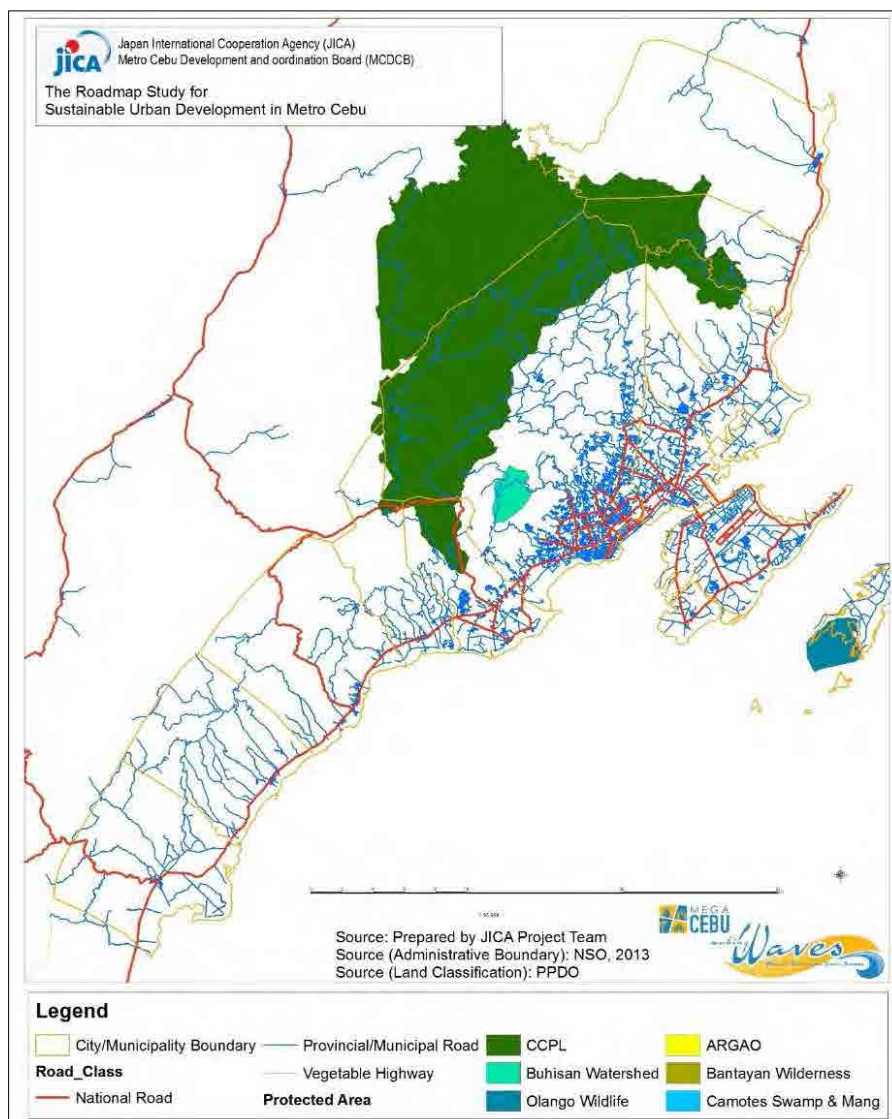 jICA
Japan International Cooperation Agency (JICA)
Metro Cebu Development and oordination Board (MCDCB)
The Roadmap Study for
Sustainable Urban Development in Metro Cebu
MEGA
CEBU
Waves
Source: Prepared by JICA Project Team
Source (Administrative Boundary): NSO, 2013
Source (Land Classification): PPDO
Legend
City/Municipality Boundary
Road_Class
National Road
Provincial/Municipal Road
Vegetable Highway
Protected Area
CCPL
Buhisan Watershed
Olango Wildlife
ARGAO
Bantayan Wilderness
Camotes Swamp & Mang